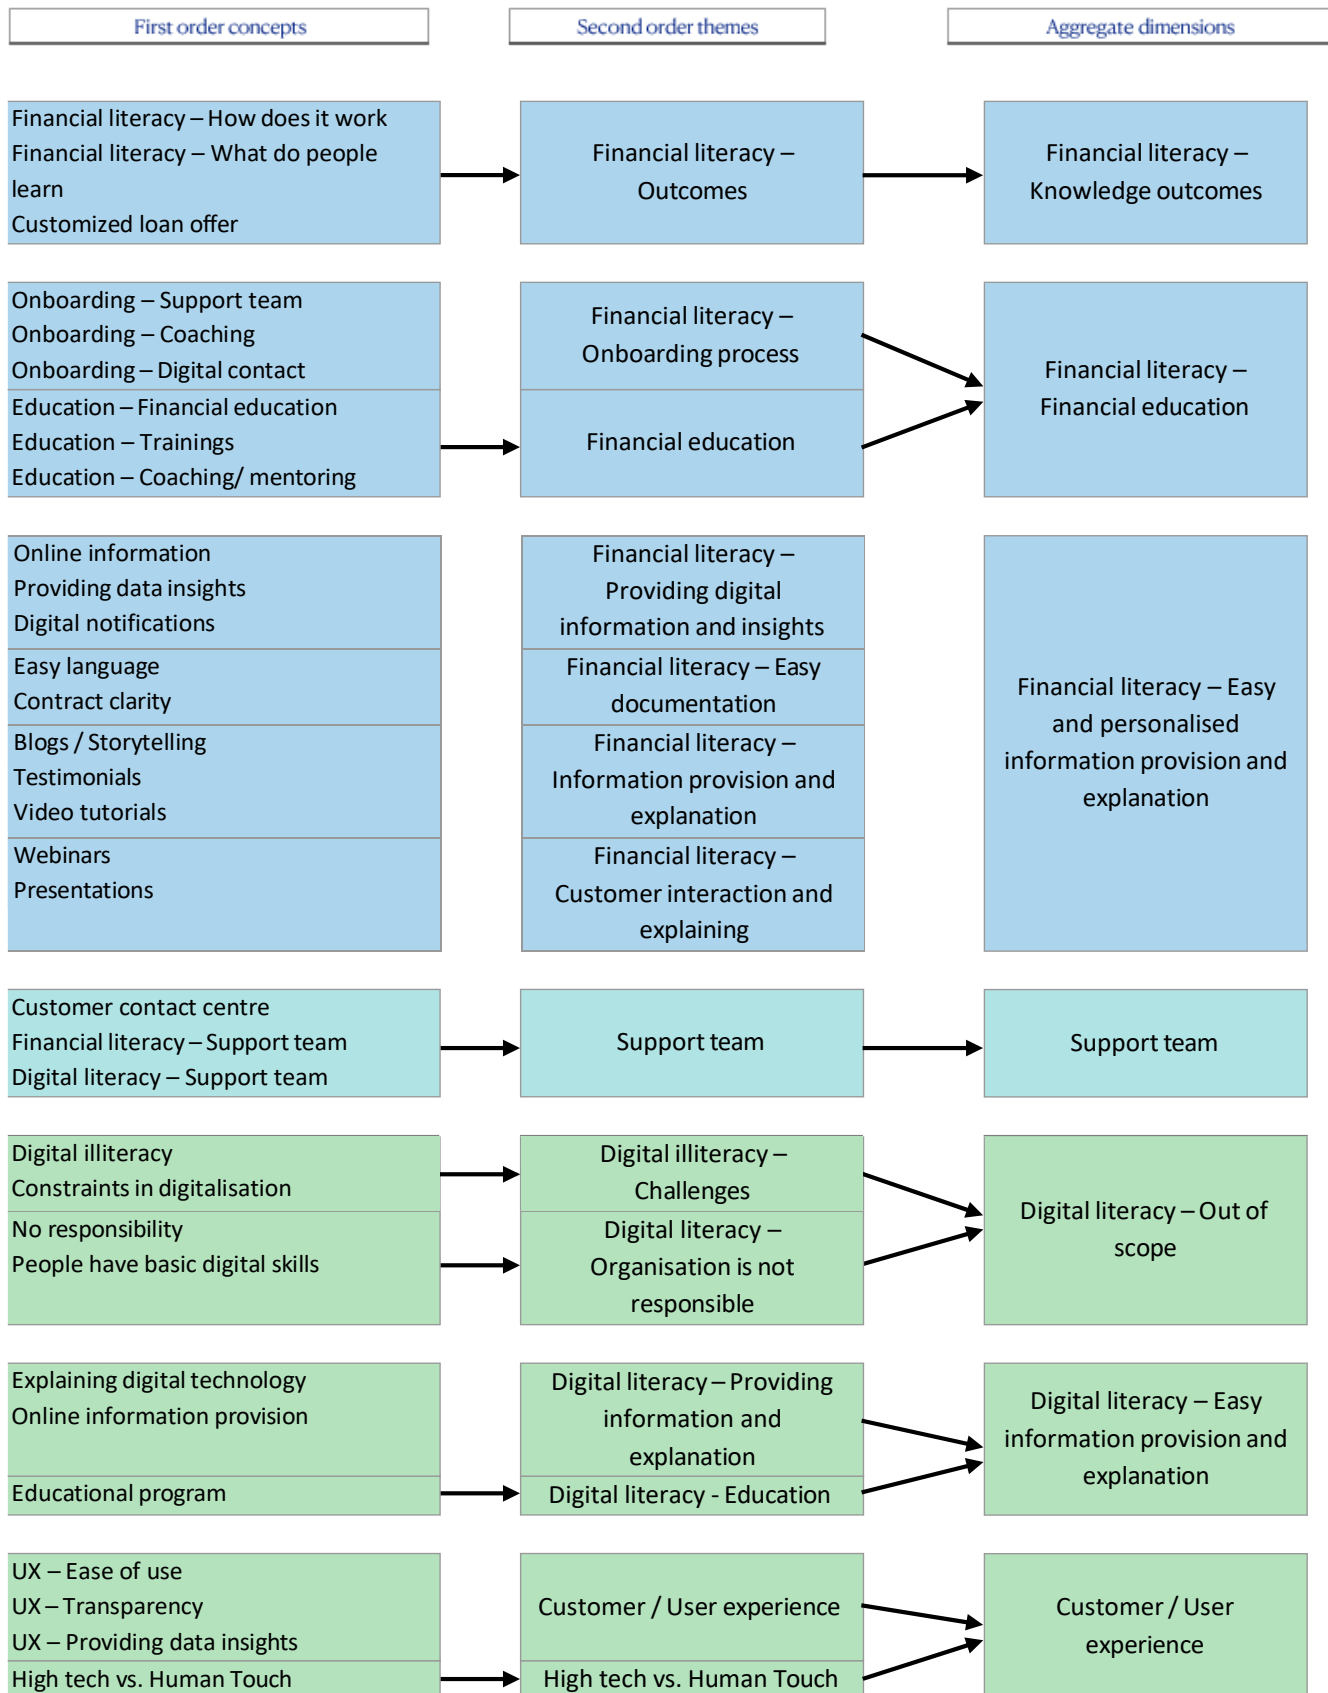 First order concepts
Second order themes
Aggregate dimensions
Financial literacy – How does it work
Financial literacy – What do people
learn
Customized loan offer
Financial literacy –
Outcomes
Financial literacy –
Knowledge outcomes
Onboarding – Support team
Onboarding – Coaching
Onboarding – Digital contact
Financial literacy –
Onboarding process
Education – Financial education
Education – Trainings
Education – Coaching/ mentoring
Financial education
Financial literacy –
Financial education
Online information
Providing data insights
Digital notifications
Financial literacy –
Providing digital
information and insights
Easy language
Contract clarity
Financial literacy – Easy
documentation
Blogs / Storytelling
Testimonials
Video tutorials
Financial literacy –
Information provision and
explanation
Webinars
Presentations
Financial literacy –
Customer interaction and
explaining
Financial literacy – Easy
and personalised
information provision and
explanation
Customer contact centre
Financial literacy – Support team
Digital literacy – Support team
Support team
Support team
Digital illiteracy
Constraints in digitalisation
Digital illiteracy –
Challenges
No responsibility
People have basic digital skills
Digital literacy –
Organisation is not
responsible
Digital literacy – Out of
scope
Explaining digital technology
Online information provision
Digital literacy – Providing
information and
explanation
Educational program
Digital literacy - Education
Digital literacy – Easy
information provision and
explanation
UX – Ease of use
UX – Transparency
UX – Providing data insights
Customer / User experience
High tech vs. Human Touch
High tech vs. Human Touch
Customer / User
experience